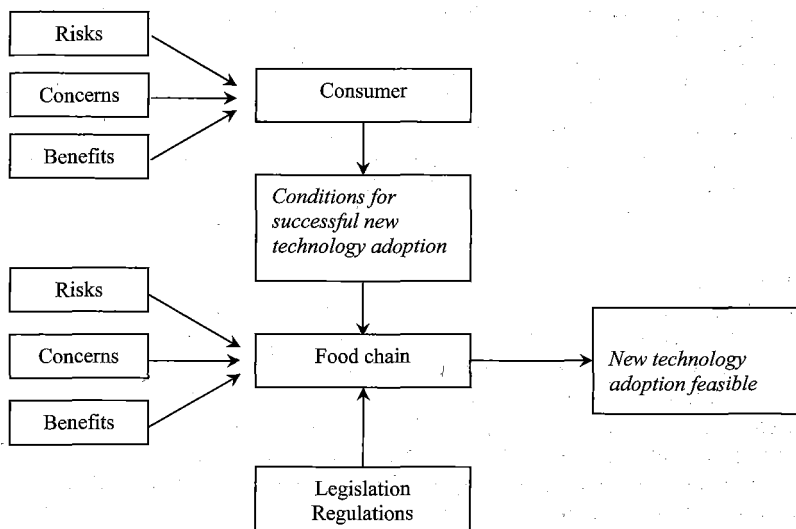 Risks
Concerns
Benefits
Consumer
Conditions for
successful new
technology adoption
Risks
Concerns
Benefits
Food chain
New technology
adoption feasible
Legislation
Regulations